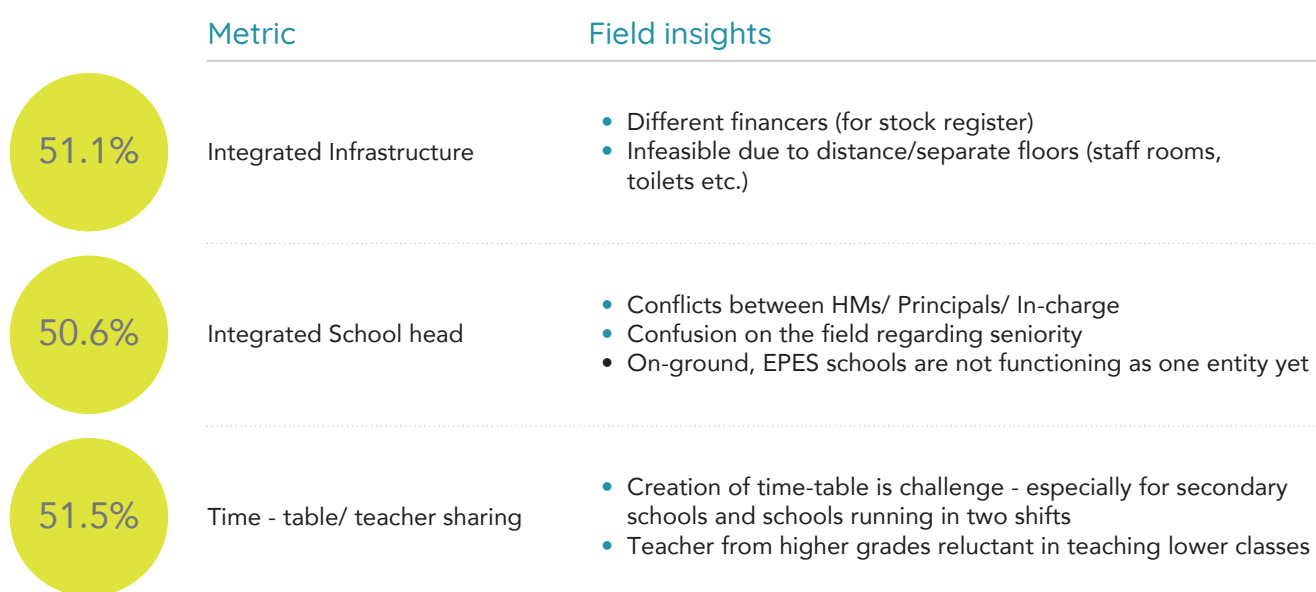 Metric Field insights
51.1%
Integrated Infrastructure
• Different financers (for stock register)
• Infeasible due to distance/separate floors (staff rooms,
toilets etc.)
50.6%
Integrated School head
• Conflicts between HMs/ Principals/ In-charge
• Confusion on the field regarding seniority
• On-ground, EPES schools are not functioning as one entity yet
51.5%
Time - table/ teacher sharing
• Creation of time-table is challenge - especially for secondary
schools and schools running in two shifts
• Teacher from higher grades reluctant in teaching lower classes